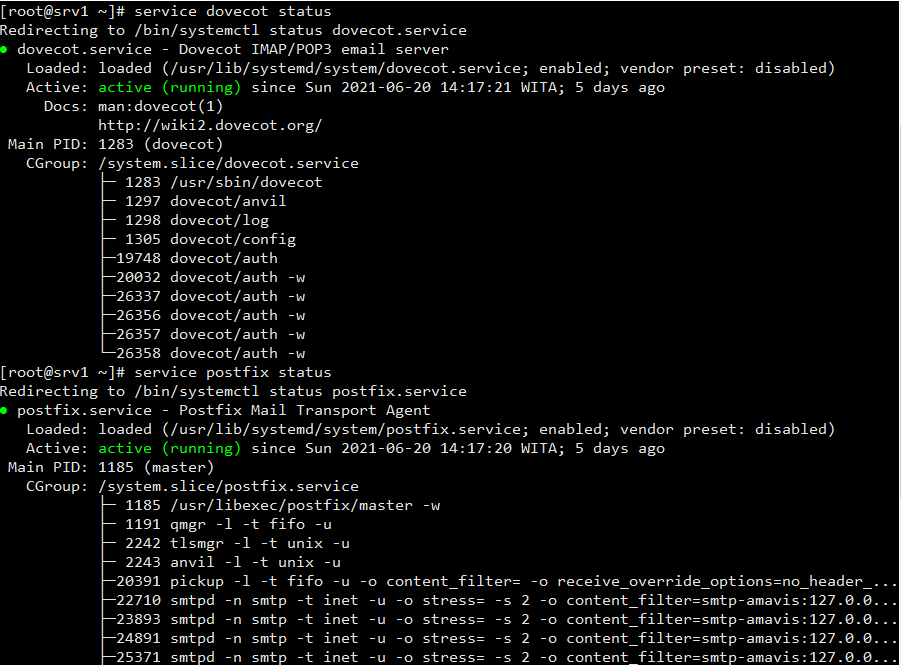 [root@srv1 ~]# service dovecot status
Redirecting to /bin/systemctl status dovecot.service
● dovecot.service - Dovecot IMAP/POP3 email server
   Loaded: loaded (/usr/lib/systemd/system/dovecot.service; enabled; vendor preset: disabled)
   Active: active (running) since Sun 2021-06-20 14:17:21 WITA; 5 days ago
     Docs: man:dovecot(1)
           http://wiki2.dovecot.org/
 Main PID: 1283 (dovecot)
   CGroup: /system.slice/dovecot.service
           ├─ 1283 /usr/sbin/dovecot
           ├─ 1297 dovecot/anvil
           ├─ 1298 dovecot/log
           ├─ 1305 dovecot/config
           ├─19748 dovecot/auth
           ├─20032 dovecot/auth -w
           ├─26337 dovecot/auth -w
           ├─26356 dovecot/auth -w
           ├─26357 dovecot/auth -w
           └─26358 dovecot/auth -w
[root@srv1 ~]# service postfix status
Redirecting to /bin/systemctl status postfix.service
● postfix.service - Postfix Mail Transport Agent
   Loaded: loaded (/usr/lib/systemd/system/postfix.service; enabled; vendor preset: disabled)
   Active: active (running) since Sun 2021-06-20 14:17:20 WITA; 5 days ago
 Main PID: 1185 (master)
   CGroup: /system.slice/postfix.service
           ├─ 1185 /usr/libexec/postfix/master -w
           ├─ 1191 qmgr -l -t fifo -u
           ├─ 2242 tlsmgr -l -t unix -u
           ├─ 2243 anvil -l -t unix -u
           ├─20391 pickup -l -t fifo -u -o content_filter= -o receive_override_options=no_header_...
           ├─22710 smtpd -n smtp -t inet -u -o stress= -s 2 -o content_filter=smtp-amavis:127.0.0...
           ├─23893 smtpd -n smtp -t inet -u -o stress= -s 2 -o content_filter=smtp-amavis:127.0.0...
           ├─24891 smtpd -n smtp -t inet -u -o stress= -s 2 -o content_filter=smtp-amavis:127.0.0...
           ├─25371 smtpd -n smtp -t inet -u -o stress= -s 2 -o content_filter=smtp-amavis:127.0.0...